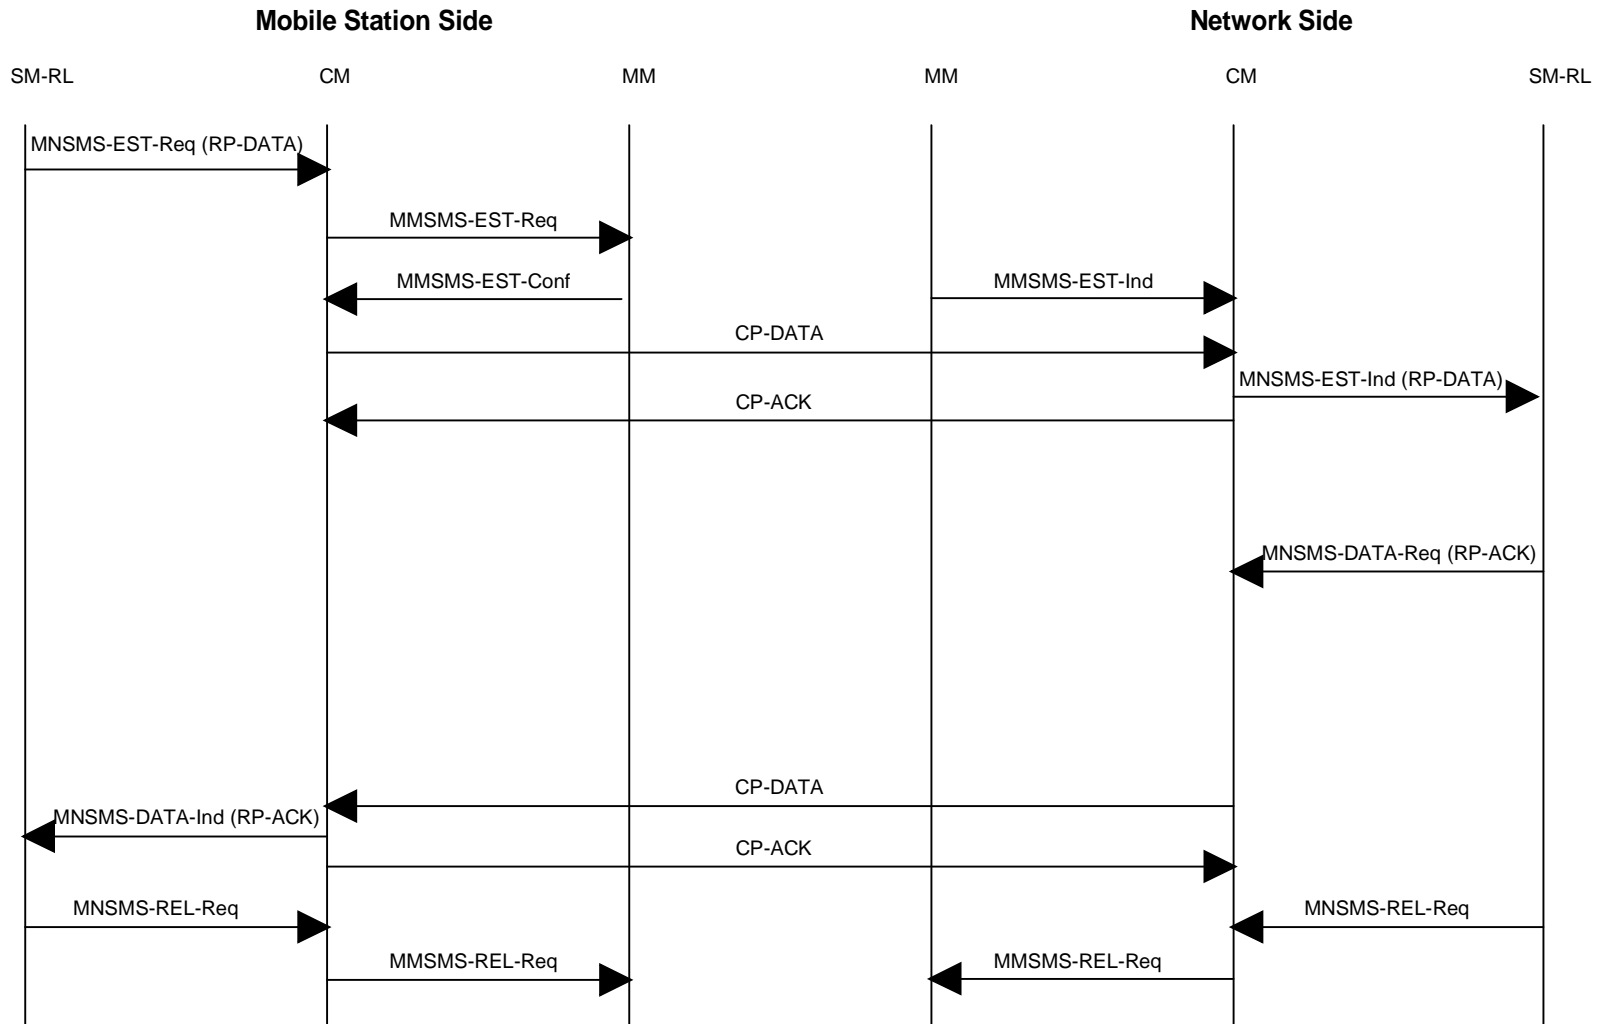 Mobile Station Side
Network Side
SM-RL
CM
MM
MM
CM
SM-RL
MNSMS-EST-Req (RP-DATA)
MMSMS-EST-Req
MMSMS-EST-Conf
MMSMS-EST-Ind
CP-DATA
MNSMS-EST-Ind (RP-DATA)
CP-ACK
MNSMS-DATA-Req (RP-ACK)
CP-DATA
MNSMS-DATA-Ind (RP-ACK)
CP-ACK
MNSMS-REL-Req
MNSMS-REL-Req
MMSMS-REL-Req
MMSMS-REL-Req